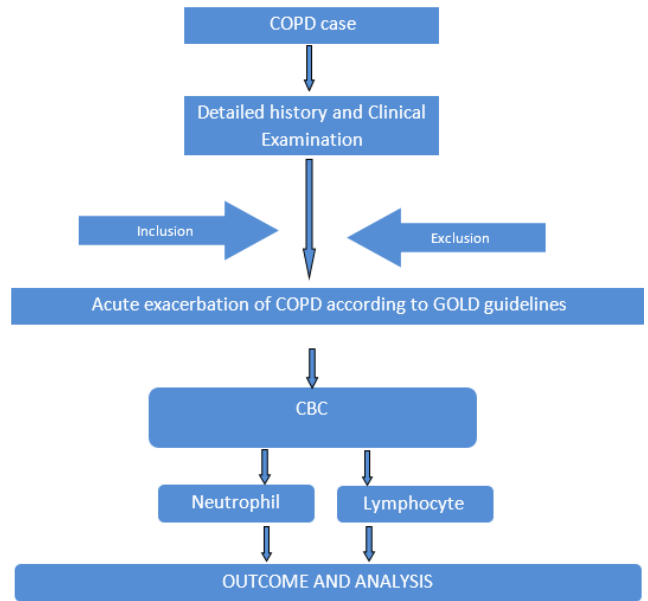 COPD case
Detailed history and Clinical
Examination
Inclusion
Exclusion
Acute exacerbation of COPD according to GOLD guidelines
CBC
Neutrophil
Lymphocyte
OUTCOME AND ANALYSIS